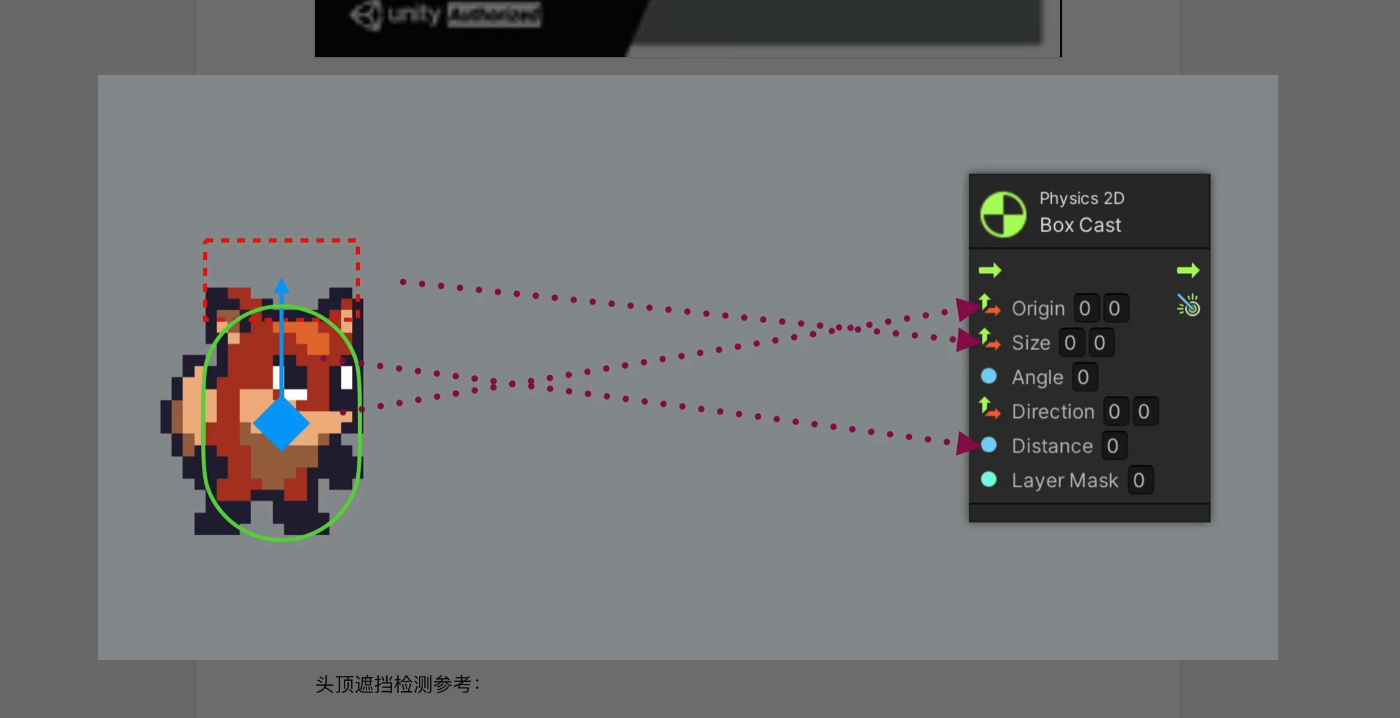 unity Authorized
Physics 2D
Box Cast
Origin 0 0
Size 0 0
Angle 0
Direction 0 0
Distance 0
Layer Mask 0
头顶遮挡检测参考：